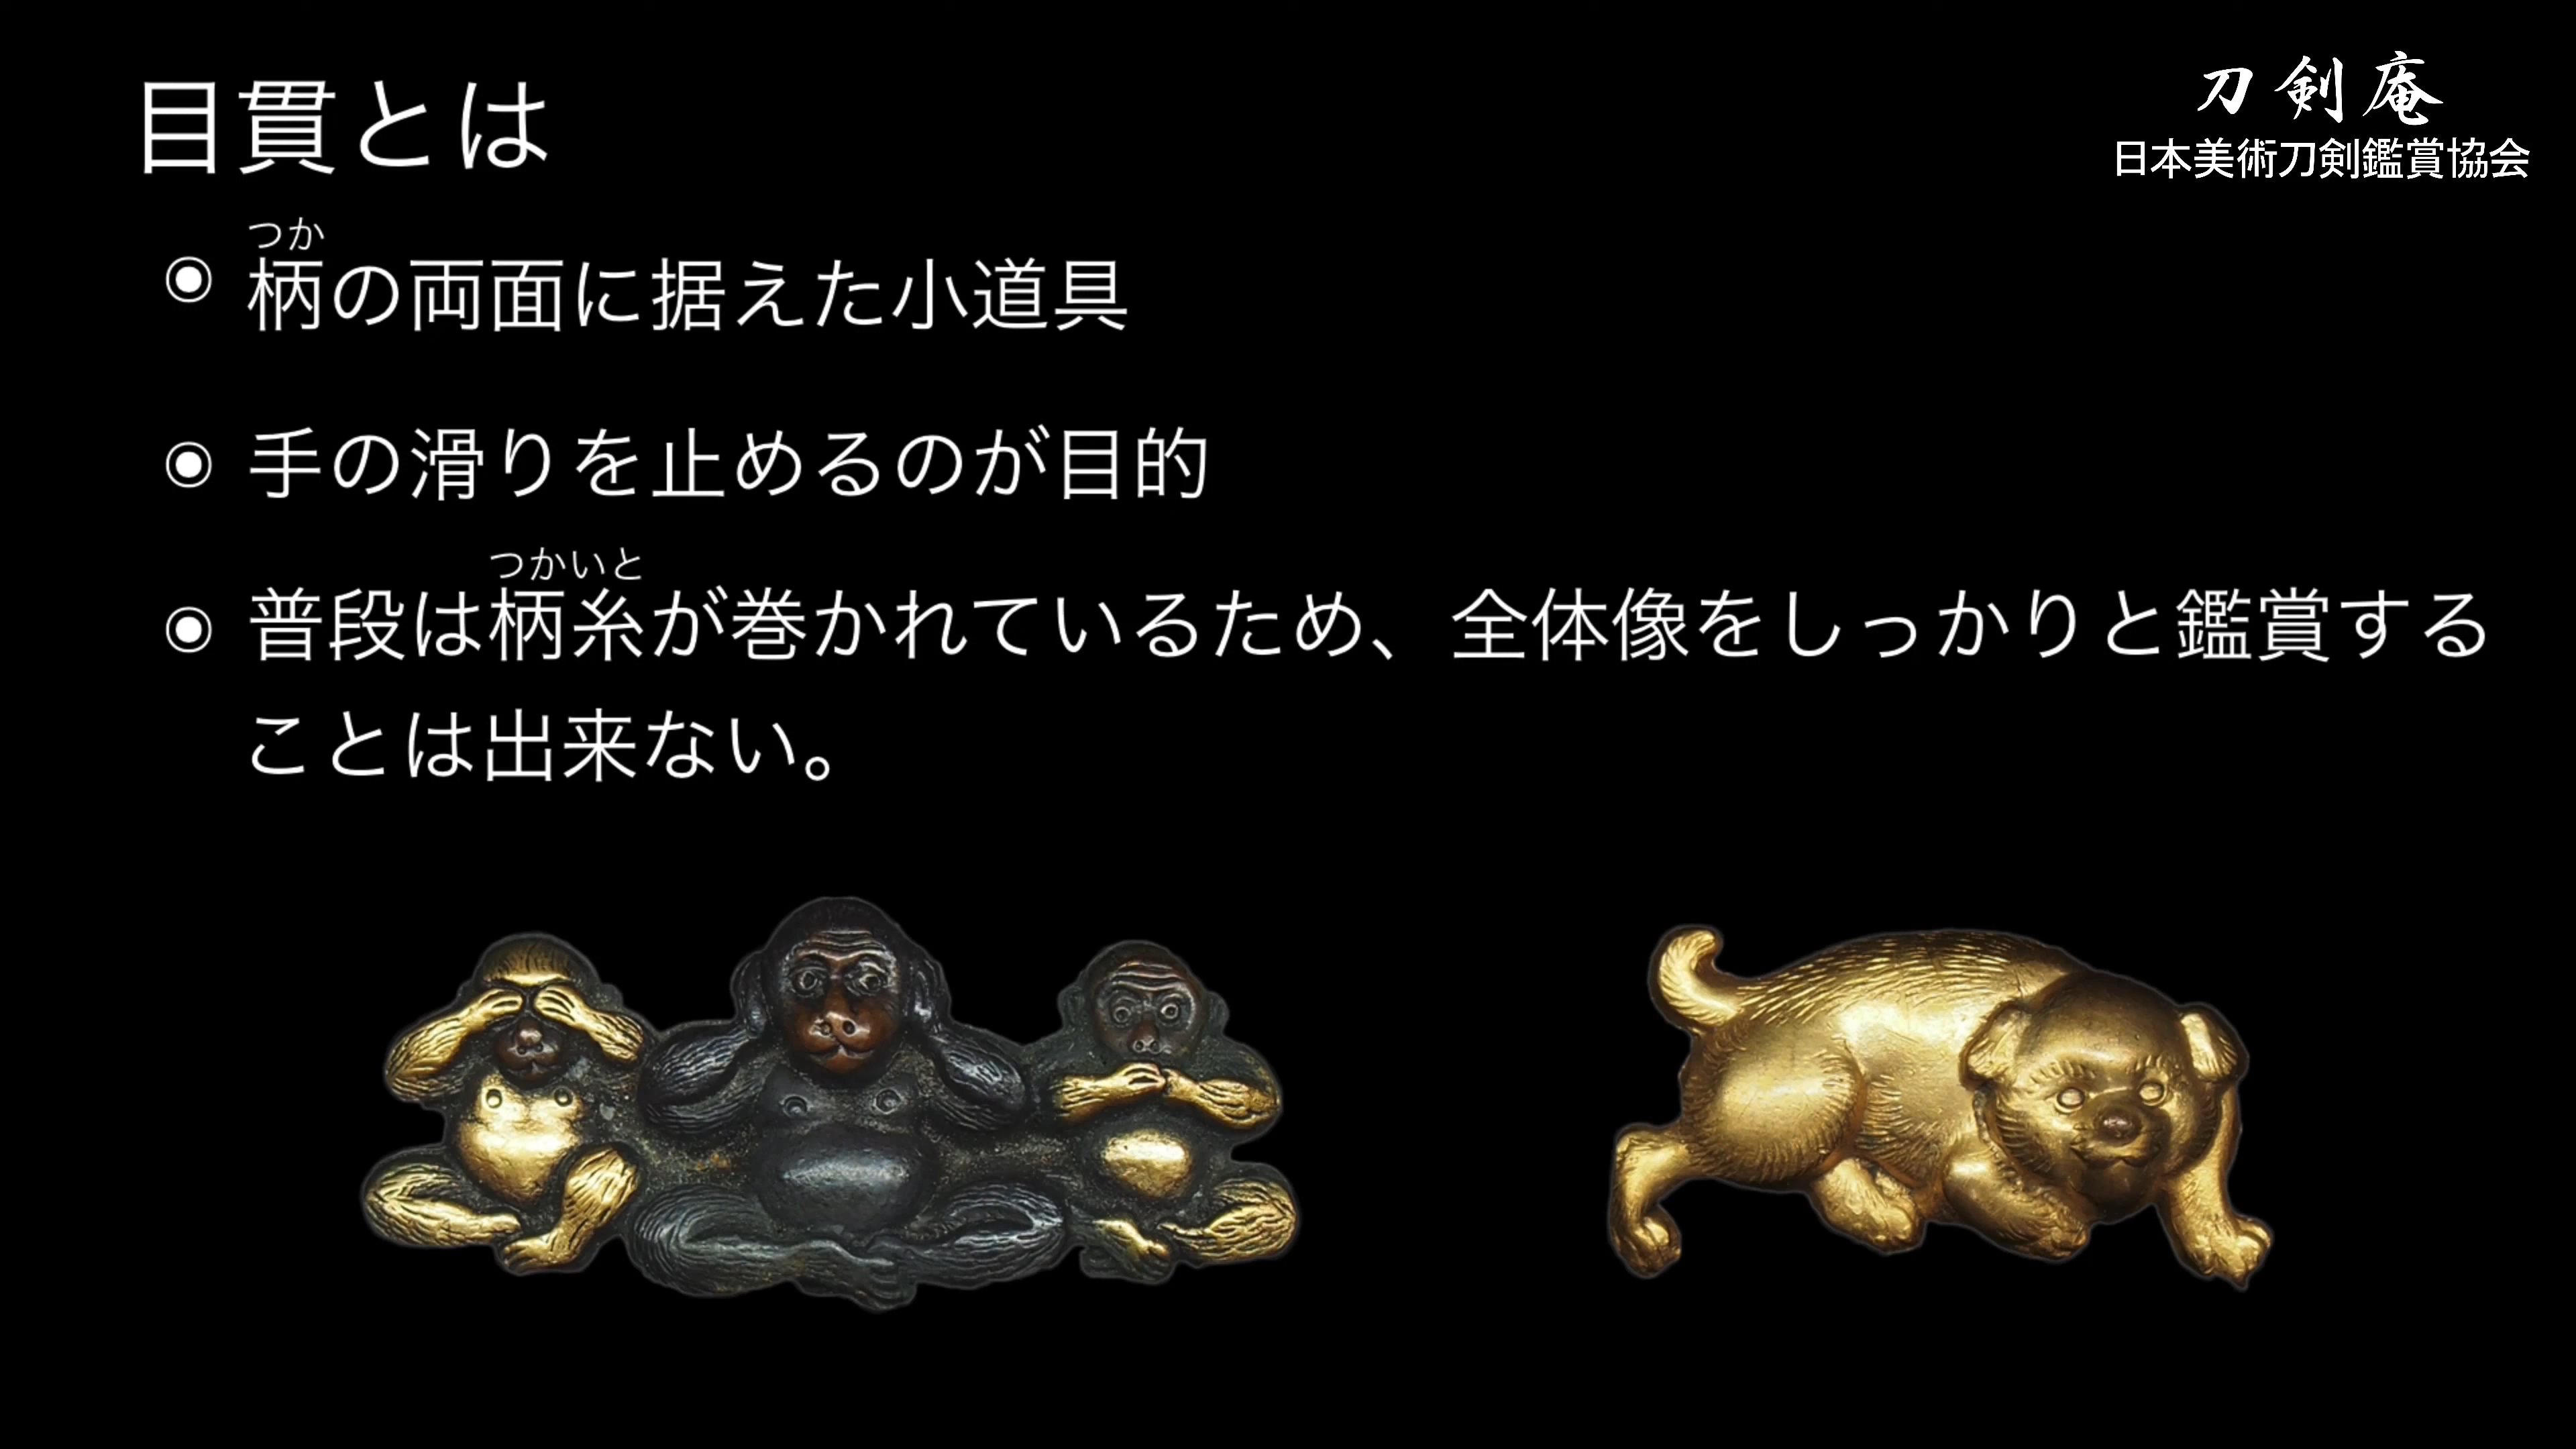 目貫とは
刀剣庵
日本美術刀剣鑑賞協会
つか
柄の両面に据えた小道具
手の滑りを止めるのが目的
つかいと
普段は柄糸が巻かれているため、全体像をしっかりと鑑賞する
ことは出来ない。